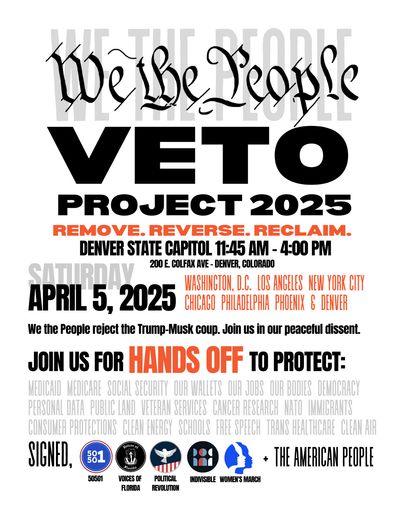 WE THE PEOPLE
We the People
VETO
PROJECT 2025
REMOVE. REVERSE. RECLAIM.
DENVER STATE CAPITOL 11:45 AM - 4:00 PM
200 E. COLFAX AVE - DENVER, COLORADO
SATURDAY
APRIL 5, 2025
WASHINGTON, D.C. LOS ANGELES NEW YORK CITY
CHICAGO PHILADELPHIA PHOENIX & DENVER
We the People reject the Trump-Musk coup. Join us in our peaceful dissent.
JOIN US FOR HANDS OFF TO PROTECT:
MEDICAID MEDICARE SOCIAL SECURITY OUR WALLETS OUR JOBS OUR BODIES DEMOCRACY
PERSONAL DATA PUBLIC LAND VETERAN SERVICES CANCER RESEARCH NATO IMMIGRANTS
CONSUMER PROTECTIONS CLEAN ENERGY SCHOOLS FREE SPEECH TRANS HEALTHCARE CLEAN AIR
SIGNED,
50501
50501
VOICES OF
FLORIDA
POLITICAL
REVOLUTION
INDIVISIBLE
WOMEN'S MARCH
+ THE AMERICAN PEOPLE